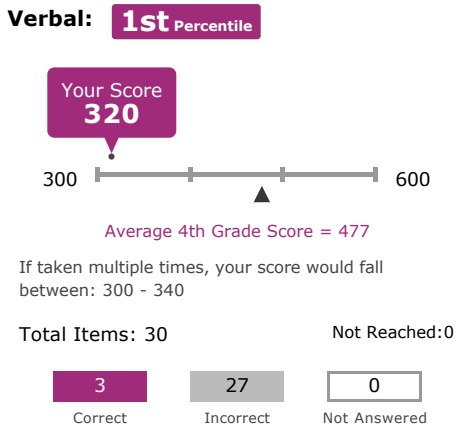 Verbal: 1st Percentile
Your Score
320
300 600
Average 4th Grade Score = 477
If taken multiple times, your score would fall
between: 300 - 340
Total Items: 30 Not Reached:0
3 27 0
Correct Incorrect Not Answered